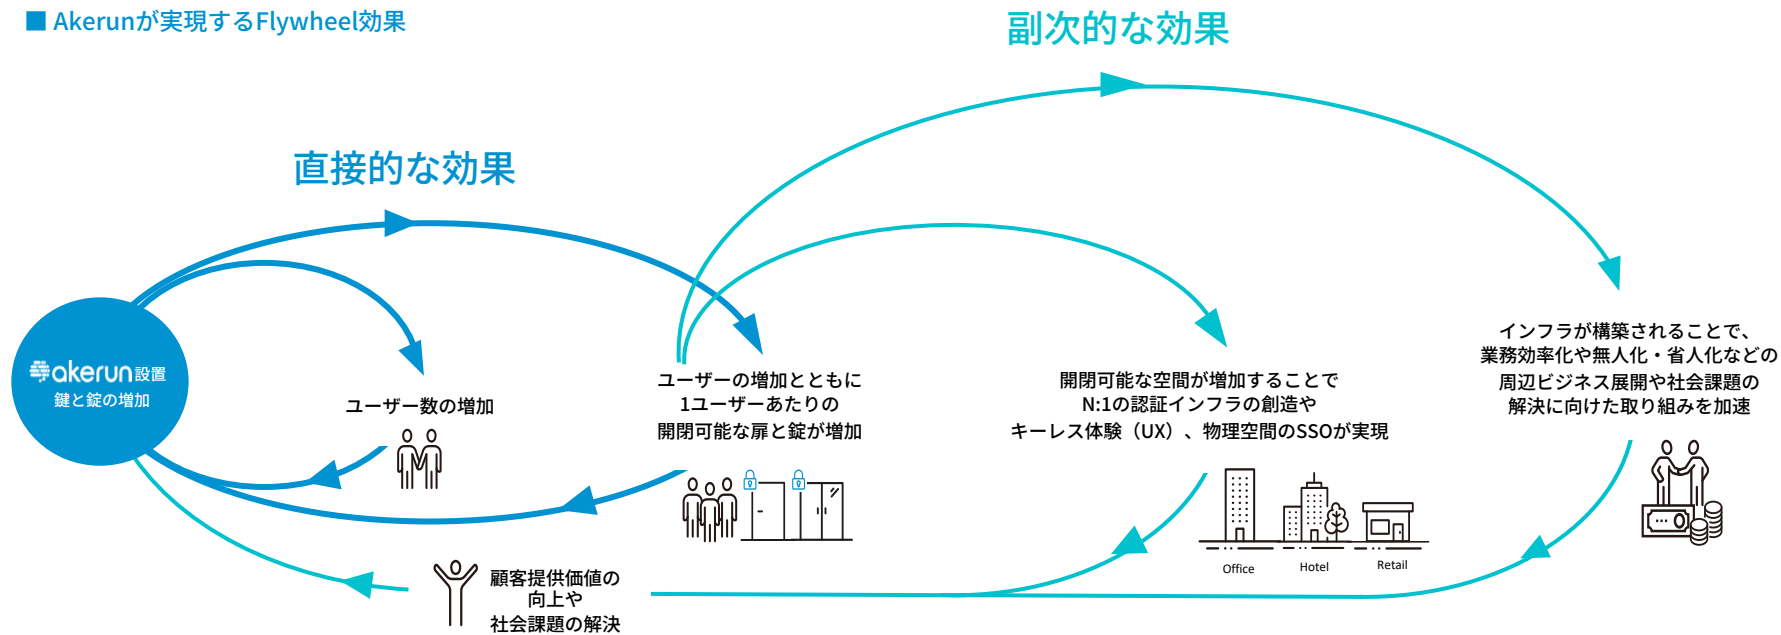 ■ Akerunが実現するFlywheel効果
副次的な効果
直接的な効果
akerun設置
鍵と錠の増加
ユーザー数の増加
ユーザーの増加とともに
1ユーザーあたりの
開閉可能な扉と錠が増加
開閉可能な空間が増加することで
N:1の認証インフラの創造や
キーレス体験（UX）、物理空間のSSOが実現
Office
Hotel
Retail
インフラが構築されることで、
業務効率化や無人化・省人化などの
周辺ビジネス展開や社会課題の
解決に向けた取り組みを加速
顧客提供価値の
向上や
社会課題の解決